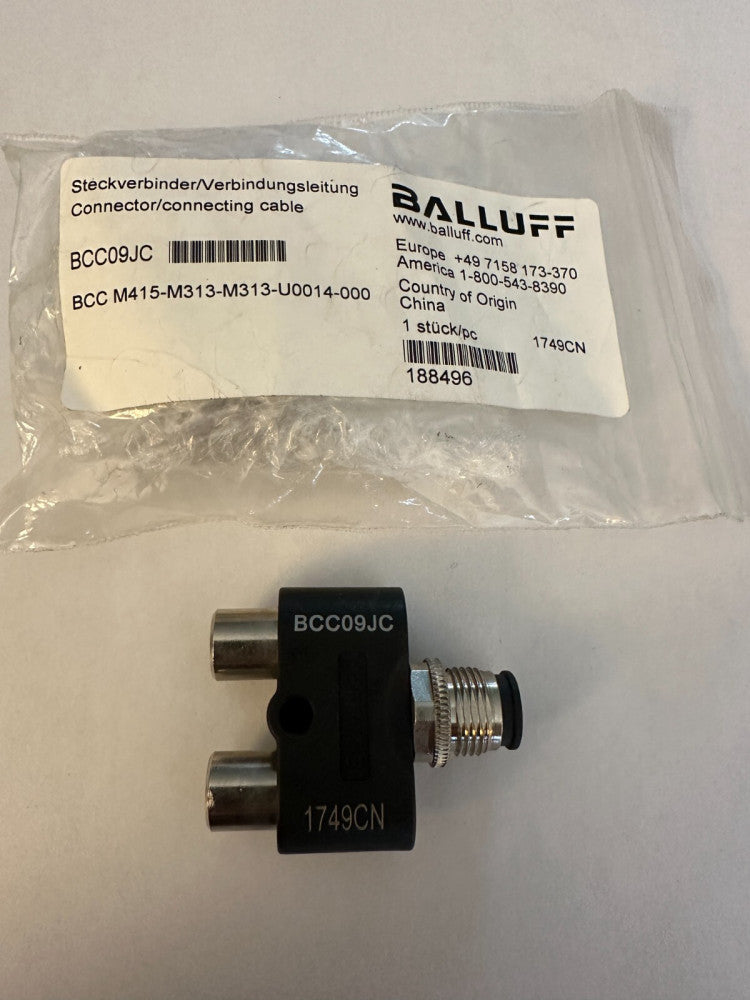 Steckverbinder/Verbindungsleitung
Connector/connecting cable
BCC09JC
BCC M415-M313-M313-U0014-000
BALLUFF
www.balluff.com
Europe +49 7158 173-370
America 1-800-543-8390
Country of Origin
China
1 stück/pc
1749CN
188496
BCC09JC
1749CN